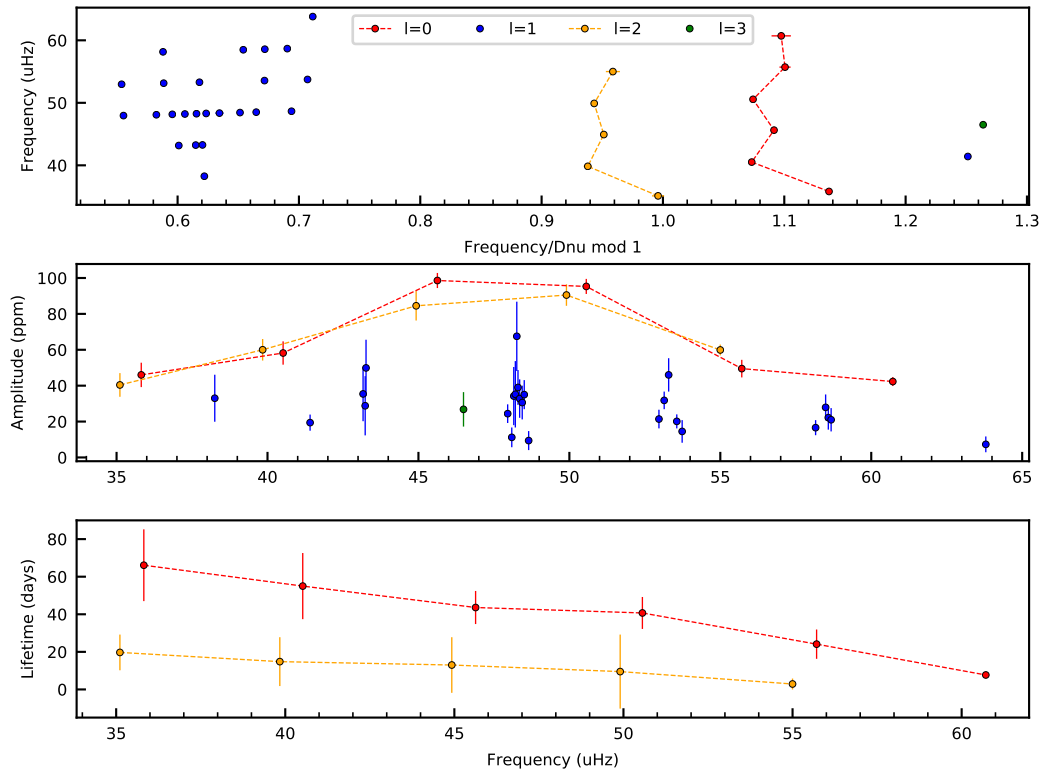 l=0 l=1 l=2 l=3
Frequency (uHz)
60
50
40
0.6 0.7 0.8 0.9 1.0 1.1 1.2 1.3
Frequency/Dnu mod 1
Amplitude (ppm)
100
80
60
40
20
0
35 40 45 50 55 60 65
Lifetime (days)
80
60
40
20
0
35 40 45 50 55 60
Frequency (uHz)